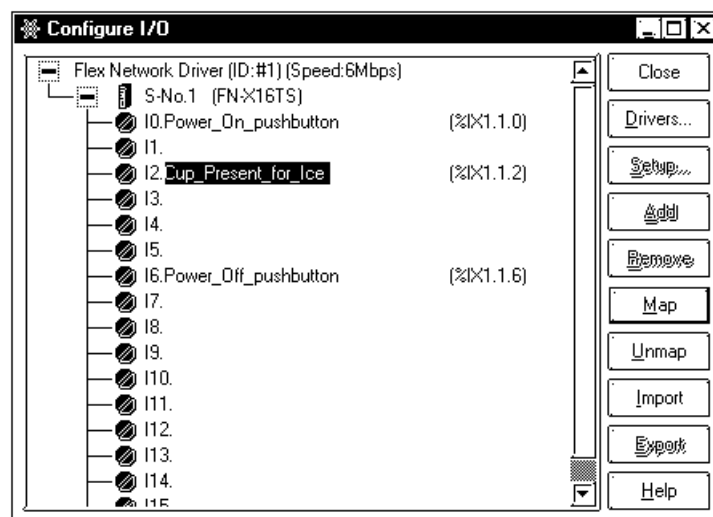 Configure I/O
Flex Network Driver (ID:#1) (Speed:6Mbps)
S-No.1 (FN-X16TS)
I0.Power_On_pushbutton (%IX1.1.0)
I1.
I2.Cup_Present_for_Ice (%IX1.1.2)
I3.
I4.
I5.
I6.Power_Off_pushbutton (%IX1.1.6)
I7.
I8.
I9.
I10.
I11.
I12.
I13.
I14.
I15
Close
Drivers...
Setup...
Add
Remove
Map
Unmap
Import
Export
Help